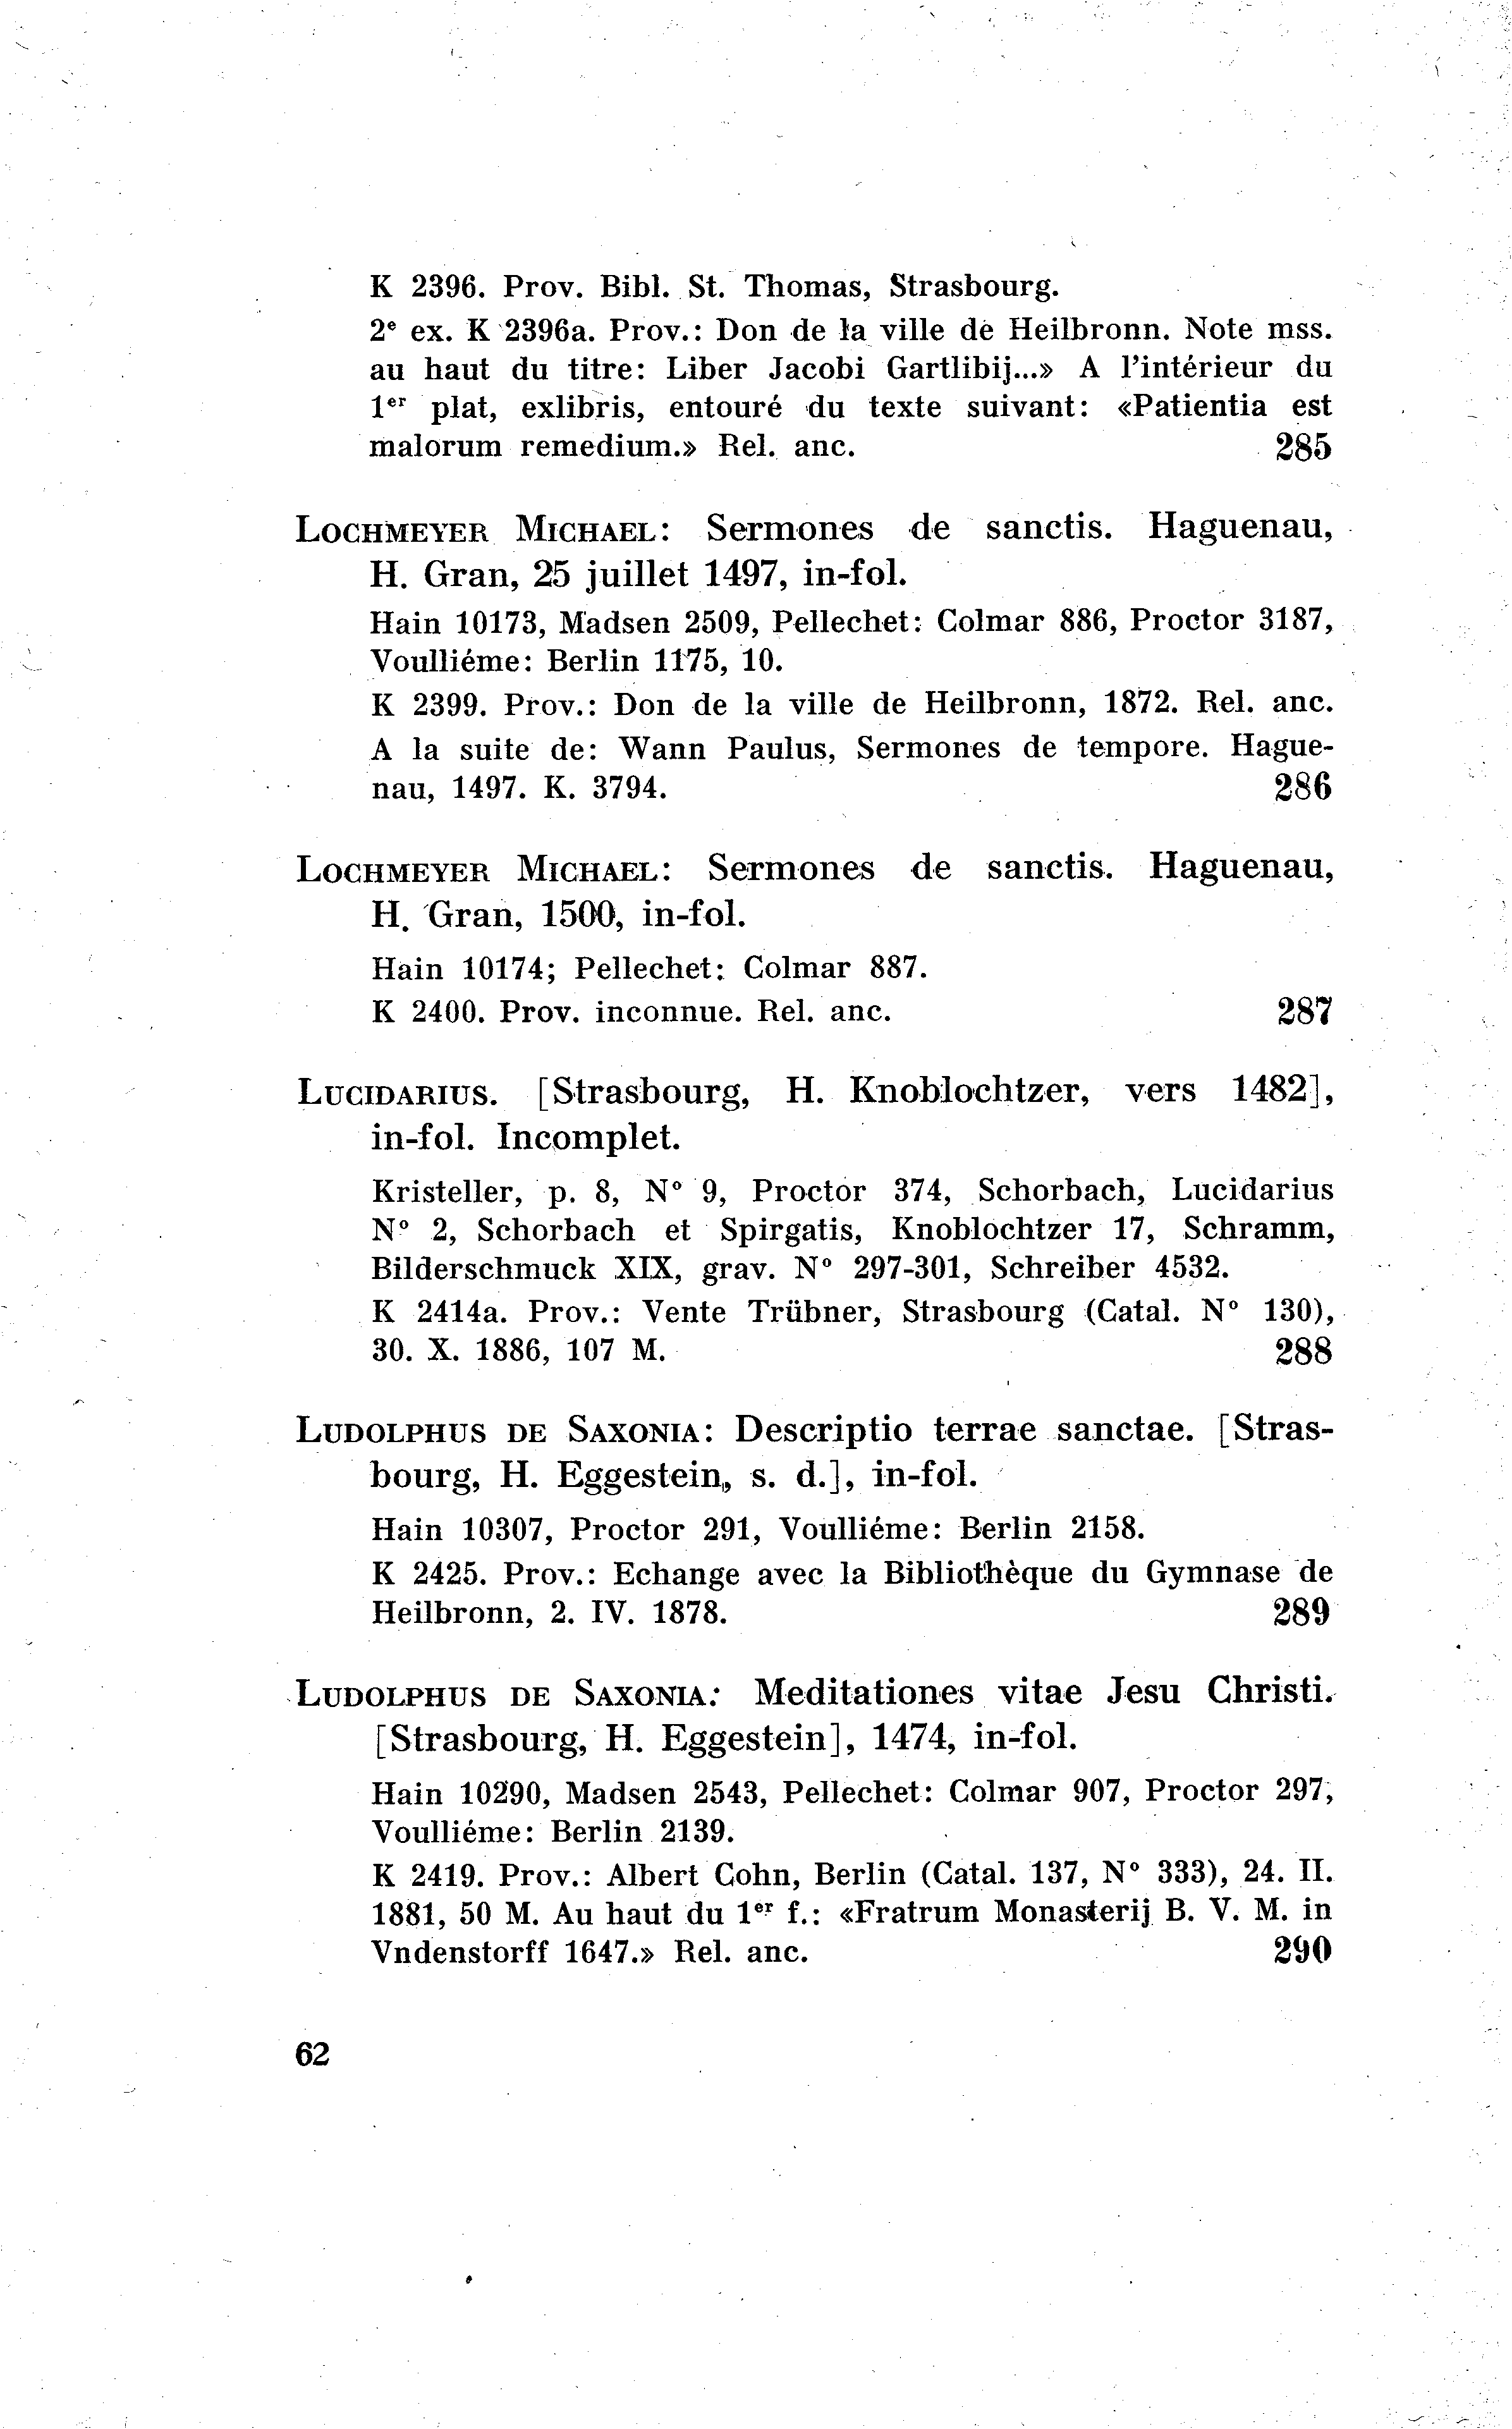 K 2396. Prov. Bibl. St. Thomas, Strasbourg.
2e ex. K 2396a. Prov.: Don de la ville de Heilbronn. Note mss.
au haut du titre: Liber Jacobi Gartlibij...» A l'intérieur du
1er plat, exlibris, entouré du texte suivant: «Patientia est
malorum remedium.» Rel. anc. 285
LOCHMEYER MICHAEL: Sermones de sanctis. Haguenau,
H. Gran, 25 juillet 1497, in-fol.
Hain 10173, Madsen 2509, Pellechet: Colmar 886, Proctor 3187,
Voulliéme: Berlin 1175, 10.
K 2399. Prov.: Don de la ville de Heilbronn, 1872. Rel. anc.
A la suite de: Wann Paulus, Sermones de tempore. Hague-
nau, 1497. K. 3794. 286
LOCHMEYER MICHAEL: Sermones de sanctis. Haguenau,
H. Gran, 1500, in-fol.
Hain 10174; Pellechet: Colmar 887.
K 2400. Prov. inconnue. Rel. anc. 287
LUCIDARIUS. [Strasbourg, H. Knoblochtzer, vers 1482],
in-fol. Incomplet.
Kristeller, p. 8, N° 9, Proctor 374, Schorbach, Lucidarius
N° 2, Schorbach et Spirgatis, Knoblochtzer 17, Schramm,
Bilderschmuck XIX, grav. N° 297-301, Schreiber 4532.
K 2414a. Prov.: Vente Trübner, Strasbourg (Catal. N° 130),
30. X. 1886, 107 M. 288
LUDOLPHUS DE SAXONIA: Descriptio terrae sanctae. [Stras-
bourg, H. Eggestein, s. d.], in-fol.
Hain 10307, Proctor 291, Voulliéme: Berlin 2158.
K 2425. Prov.: Echange avec la Bibliothèque du Gymnase de
Heilbronn, 2. IV. 1878. 289
LUDOLPHUS DE SAXONIA: Meditationes vitae Jesu Christi.
[Strasbourg, H. Eggestein], 1474, in-fol.
Hain 10290, Madsen 2543, Pellechet: Colmar 907, Proctor 297,
Voulliéme: Berlin 2139.
K 2419. Prov.: Albert Cohn, Berlin (Catal. 137, N° 333), 24. II.
1881, 50 M. Au haut du 1er f.: «Fratrum Monasterij B. V. M. in
Vndenstorff 1647.» Rel. anc. 290
62